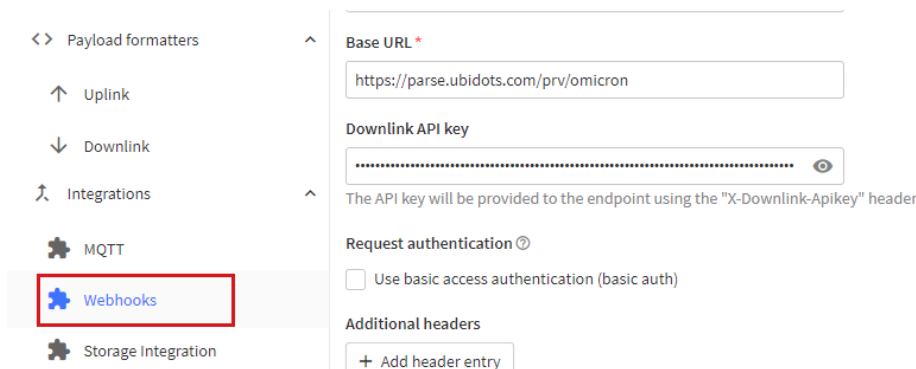 Payload formatters
Uplink
Downlink
Integrations
MQTT
Webhooks
Storage Integration
Base URL *
https://parse.ubidots.com/prv/omicron
Downlink API key
••••••••••••••••••••••••••••••••••••••••••••••••••••••••••••••••••••••••••••••••••••••••
The API key will be provided to the endpoint using the "X-Downlink-Apikey" header
Request authentication
Use basic access authentication (basic auth)
Additional headers
+ Add header entry